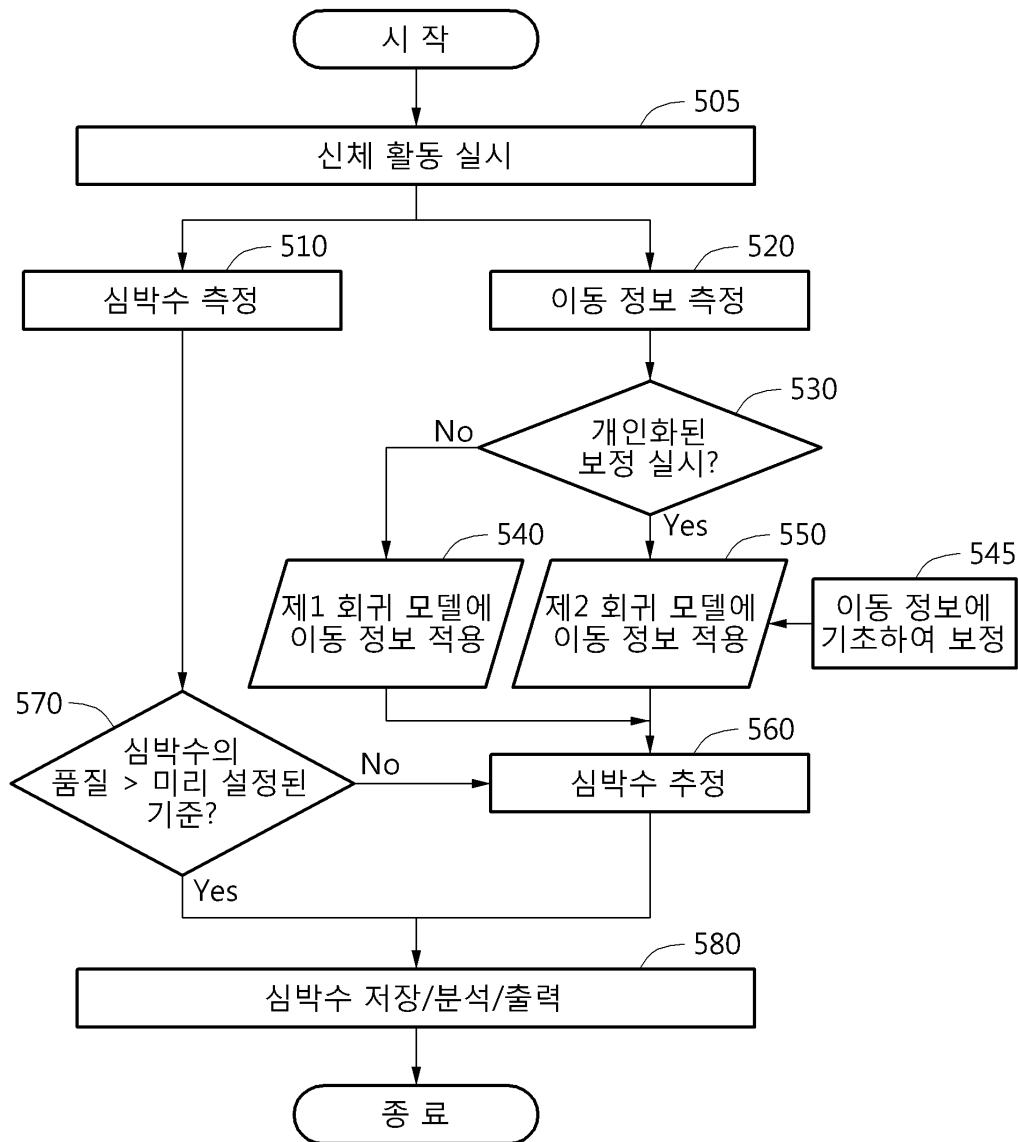 시 작
505
신체 활동 실시
510
심박수 측정
520
이동 정보 측정
530
개인화된
보정 실시?
No
Yes
540
제1 회귀 모델에
이동 정보 적용
550
제2 회귀 모델에
이동 정보 적용
545
이동 정보에
기초하여 보정
570
심박수의
품질 > 미리 설정된
기준?
No
Yes
560
심박수 추정
580
심박수 저장/분석/출력
종 료